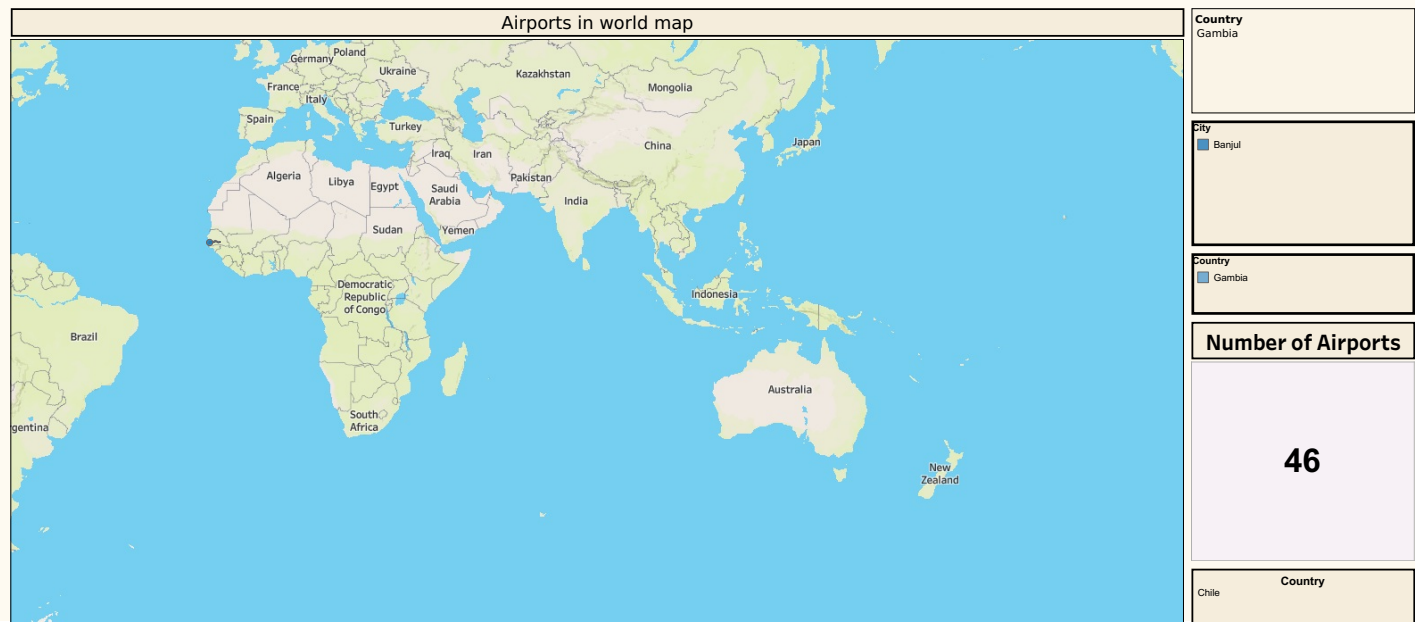 Airports in world map
Country
Gambia
City
Banjul
Country
Gambia
Number of Airports
46
Country
Chile
Poland
Germany
Ukraine
Kazakhstan
Mongolia
France
Italy
Spain
Turkey
Japan
China
Iraq
Iran
Algeria
Libya
Egypt
Pakistan
Saudi
Arabia
India
Sudan
Yemen
Democratic
Republic
of Congo
Indonesia
Brazil
Australia
South
Africa
gentina
New
Zealand